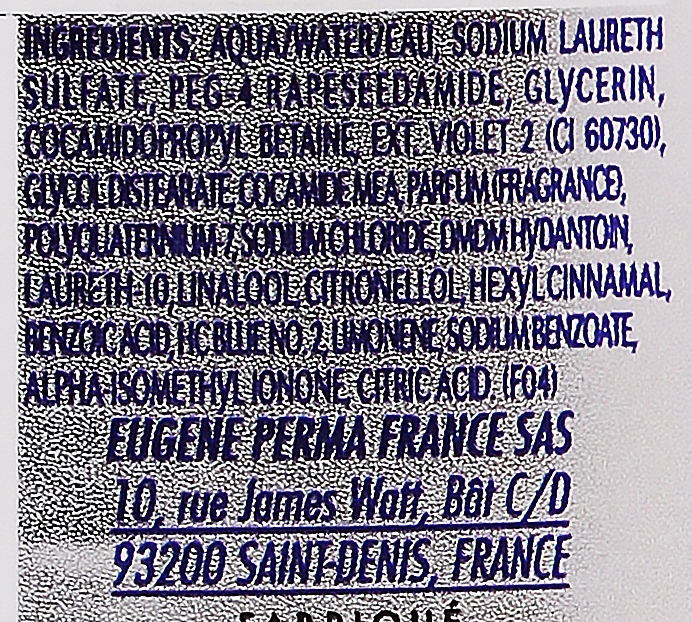 INGREDIENTS: AQUA/WATER/EAU, SODIUM LAURETH
SULFATE, PEG-4 RAPESEEDAMIDE, GLYCERIN,
COCAMIDOPROPYL BETAINE, EXT. VIOLET 2 (CI 60730),
GLYCOL DISTEARATE, COCAMIDE MEA, PARFUM (FRAGRANCE),
POLYQUATERNIUM-7, SODIUM CHLORIDE, DMDM HYDANTOIN,
LAURETH-10, LINALOOL, CITRONELLOL, HEXYL CINNAMAL,
BENZOIC ACID, HC BLUE NO. 2, LIMONENE, SODIUM BENZOATE,
ALPHA-ISOMETHYL IONONE, CITRIC ACID. (F04)
EUGENE PERMA FRANCE SAS
10, rue James Watt, Bât C/D
93200 SAINT-DENIS, FRANCE
FABRIQUÉ